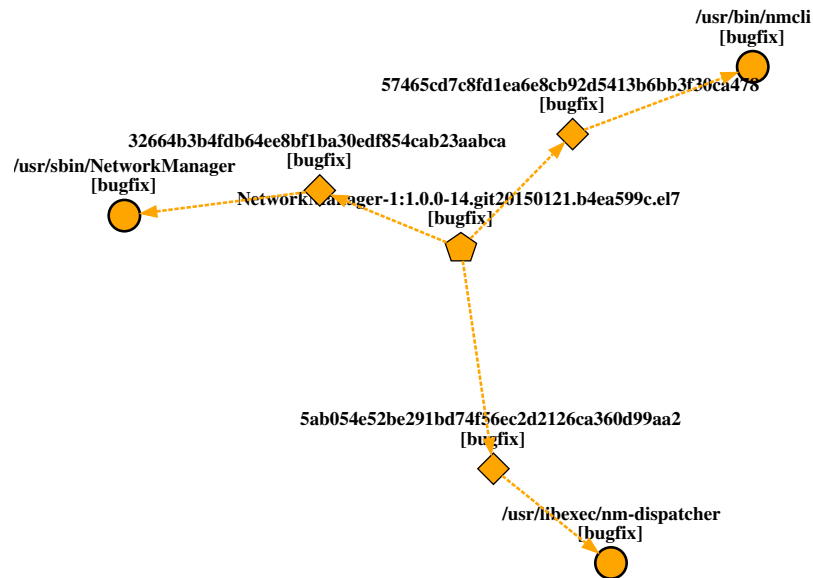 /usr/bin/nmcli
[bugfix]
57465cd7c8fd1ea6e8cb92d5413b6bb3f30ca478
[bugfix]
32664b3b4fdb64ee8bf1ba30edf854cab23aabca
[bugfix]
/usr/sbin/NetworkManager
[bugfix]
NetworkManager-1:1.0.0-14.git20150121.b4ea599c.el7
[bugfix]
5ab054e52be291bd74f56ec2d2126ca360d99aa2
[bugfix]
/usr/libexec/nm-dispatcher
[bugfix]